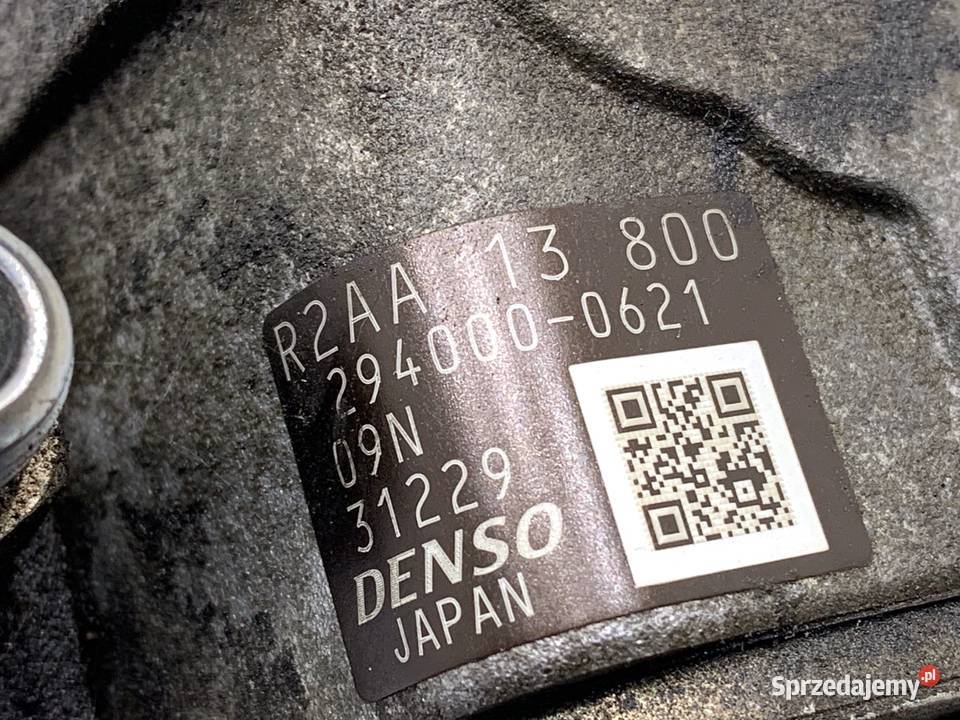 R2AA 13 800
294000-0621
09N
31229
DENSO
JAPAN
Sprzedajemy.pl